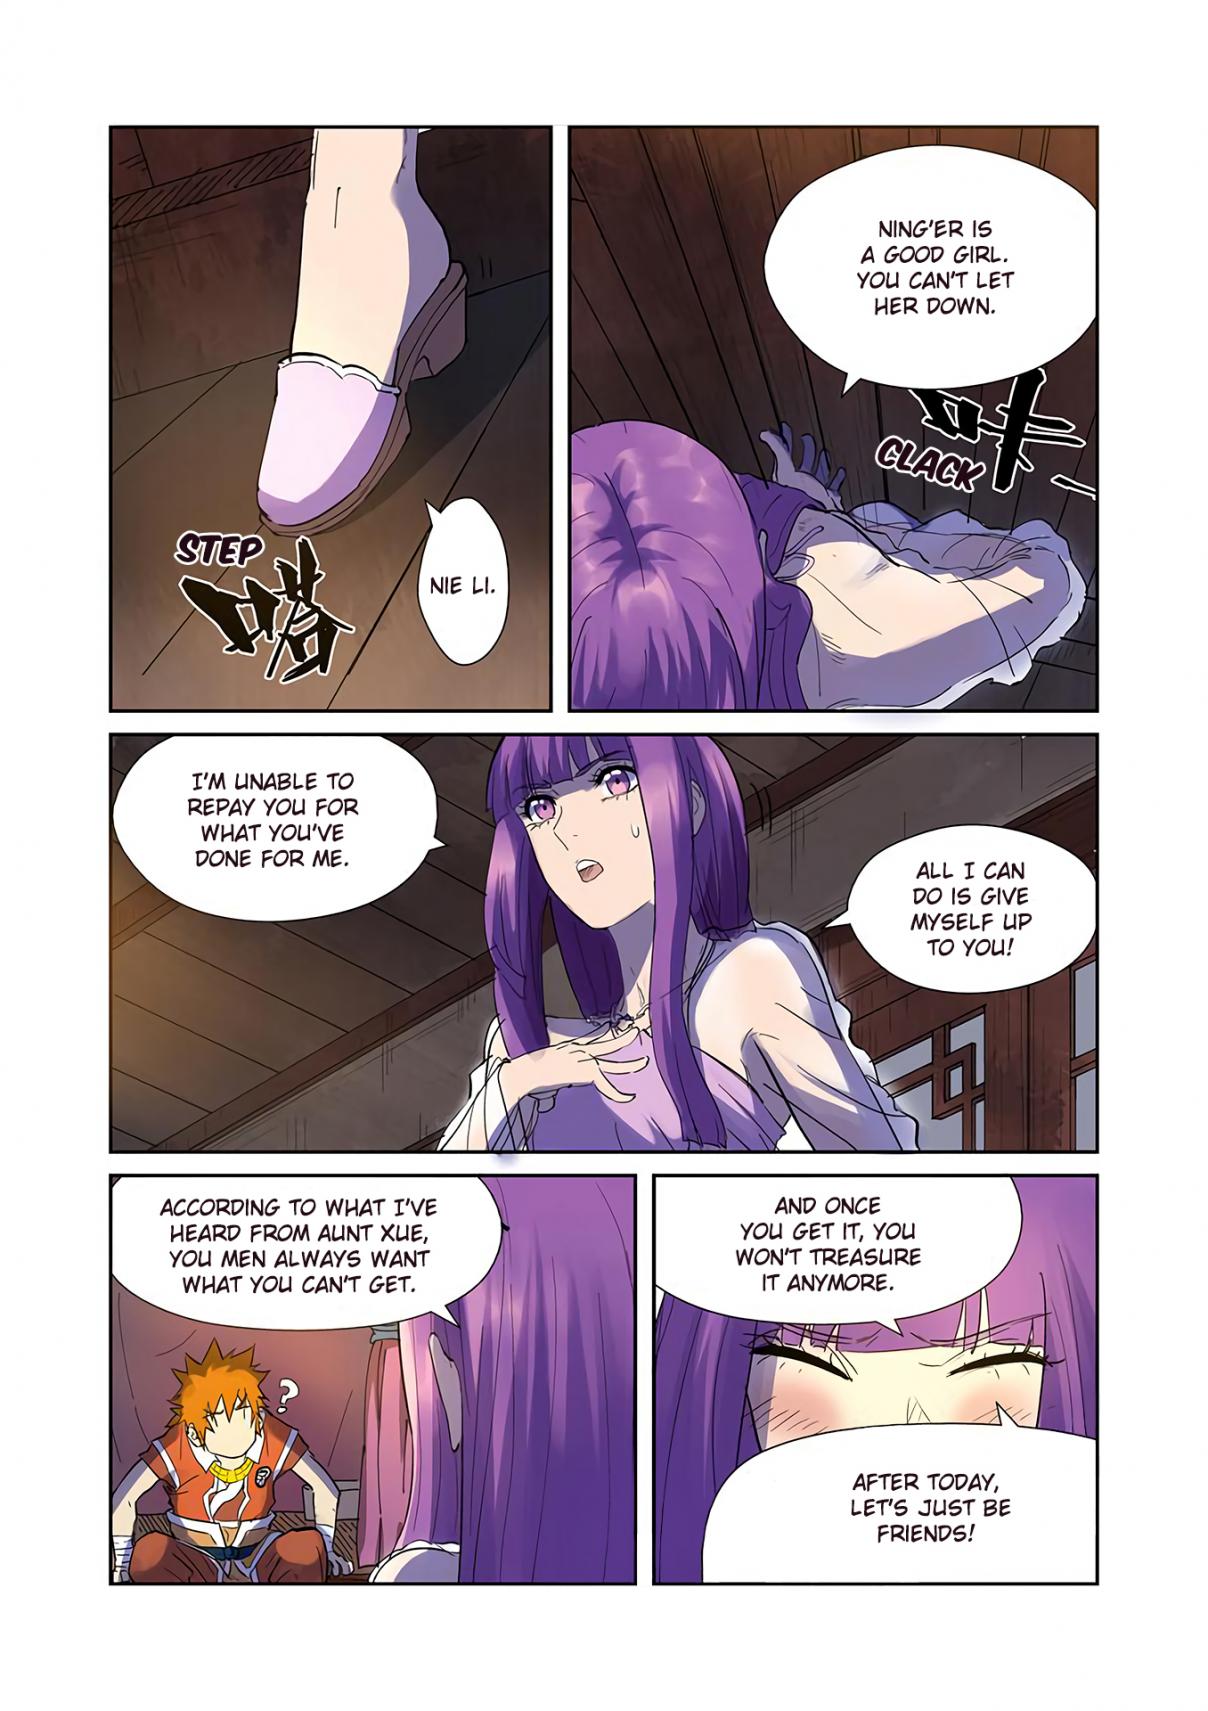 STEP
嗒
NIE LI.
NING'ER IS
A GOOD GIRL.
YOU CAN'T LET
HER DOWN.
CLACK
I'M UNABLE TO
REPAY YOU FOR
WHAT YOU'VE
DONE FOR ME.
ALL I CAN
DO IS GIVE
MYSELF UP
TO YOU!
ACCORDING TO WHAT I'VE
HEARD FROM AUNT XUE,
YOU MEN ALWAYS WANT
WHAT YOU CAN'T GET.
?
AND ONCE
YOU GET IT, YOU
WON'T TREASURE
IT ANYMORE.
AFTER TODAY,
LET'S JUST BE
FRIENDS!